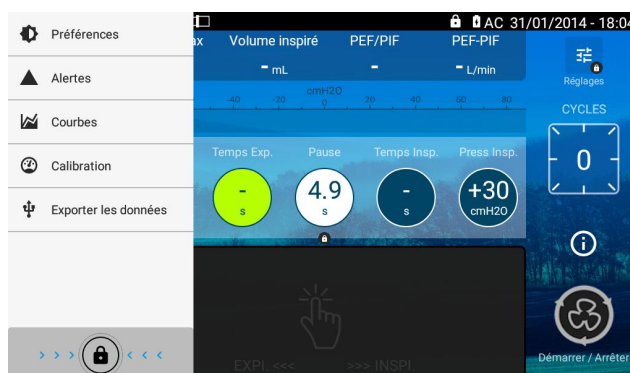 Préférences
Alertes
Courbes
Calibration
Exporter les données
> > > < < <
AC 31/01/2014 - 18:04
ax Volume inspiré PEF/PIF PEF-PIF
- mL - - L/min
cmH2O
-40 -20 0 20 40 60 80
Temps Exp. Pause Temps Insp. Press Insp.
- 4.9 - +30
s s s cmH2O
EXPI. <<< >>> INSPI.
Réglages
CYCLES
- 0 -
Démarrer / Arrêter